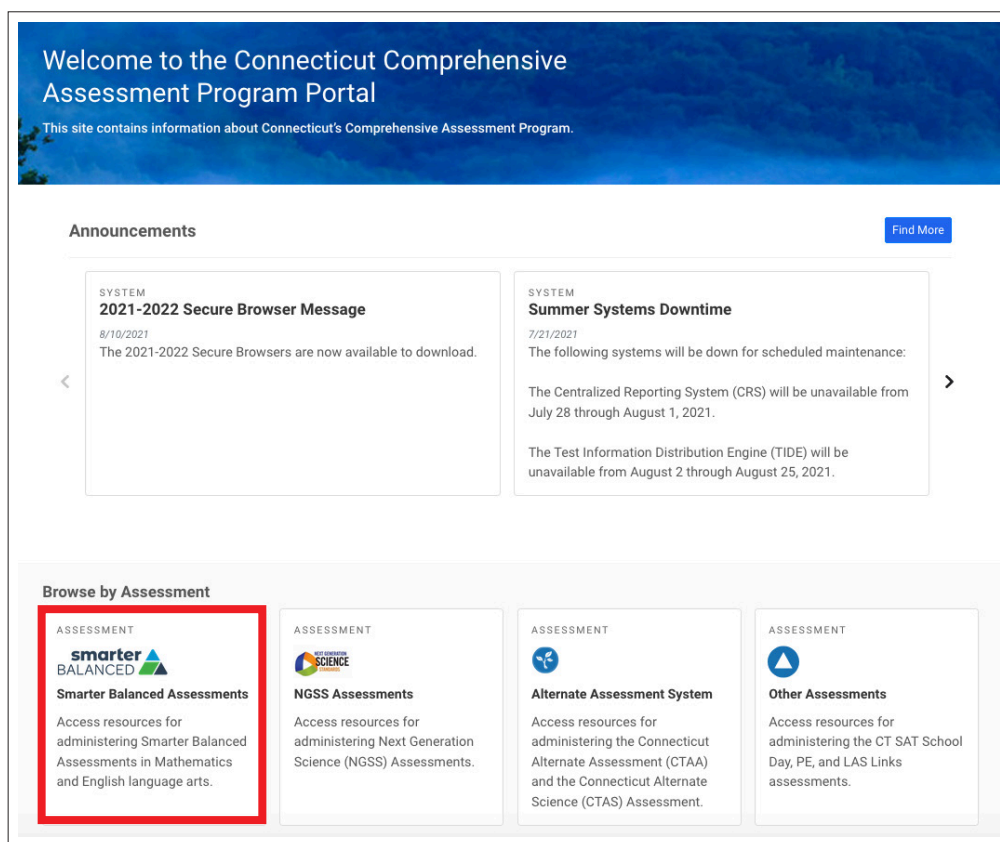 Welcome to the Connecticut Comprehensive
Assessment Program Portal
This site contains information about Connecticut's Comprehensive Assessment Program.
Announcements
Find More
SYSTEM
2021-2022 Secure Browser Message
8/10/2021
The 2021-2022 Secure Browsers are now available to download.
SYSTEM
Summer Systems Downtime
7/21/2021
The following systems will be down for scheduled maintenance:
The Centralized Reporting System (CRS) will be unavailable from
July 28 through August 1, 2021.
The Test Information Distribution Engine (TIDE) will be
unavailable from August 2 through August 25, 2021.
Browse by Assessment
ASSESSMENT
smarter
BALANCED
Smarter Balanced Assessments
Access resources for
administering Smarter Balanced
Assessments in Mathematics
and English language arts.
ASSESSMENT
NEXT GENERATION
SCIENCE
STANDARDS
NGSS Assessments
Access resources for
administering Next Generation
Science (NGSS) Assessments.
ASSESSMENT
Alternate Assessment System
Access resources for
administering the Connecticut
Alternate Assessment (CTAA)
and the Connecticut Alternate
Science (CTAS) Assessment.
ASSESSMENT
Other Assessments
Access resources for
administering the CT SAT School
Day, PE, and LAS Links
assessments.